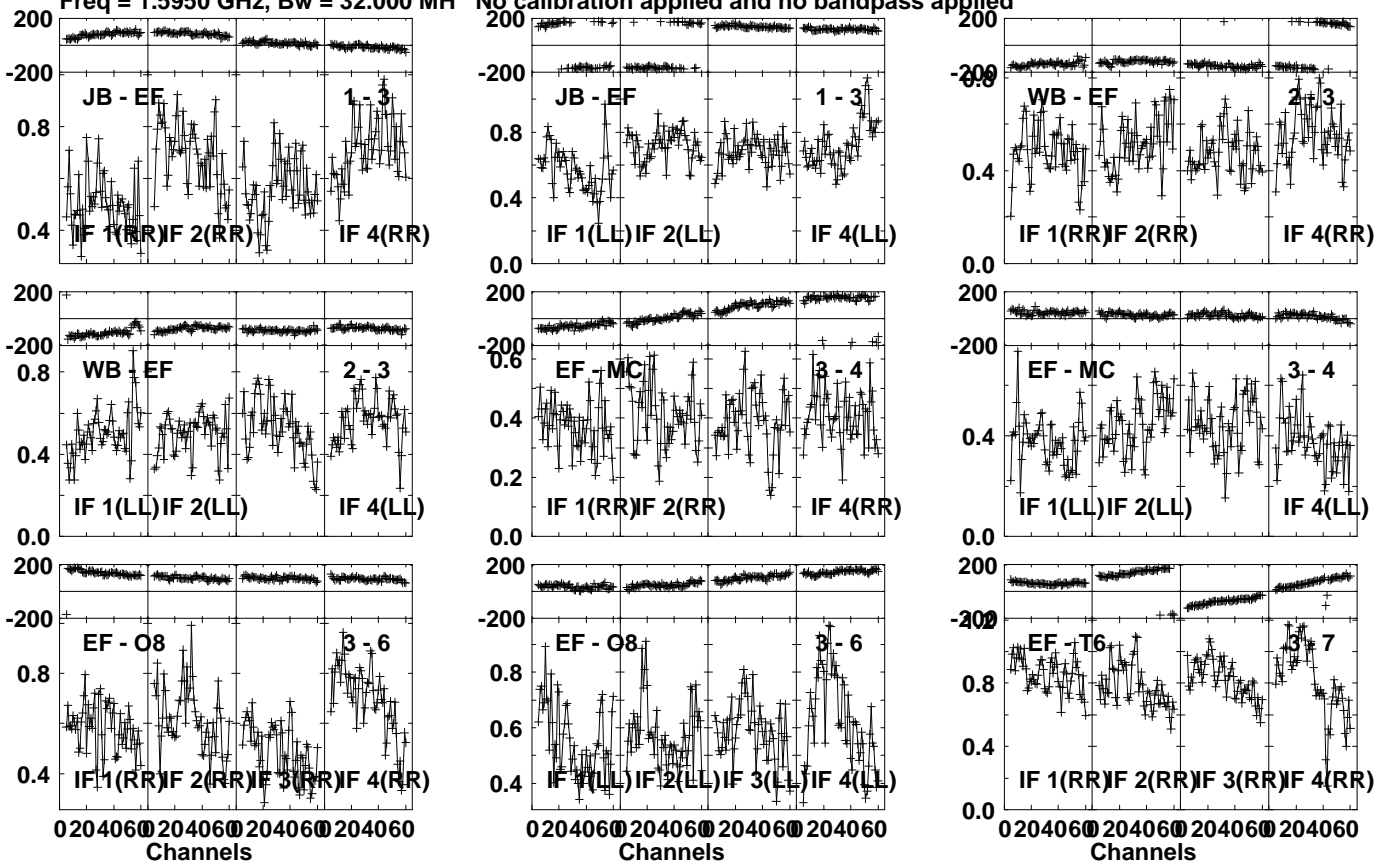 Freq = 1.5950 GHz, Bw = 32.000 MH No calibration applied and no bandpass applied
200
-200
JB - EF 1 - 3
0.8
0.4
IF 1(RR) IF 2(RR) IF 4(RR)
JB - EF 1 - 3
0.8
0.4
0.0
IF 1(LL) IF 2(LL) IF 4(LL)
200
-200
0.8
WB - EF 2 - 3
0.4
0.0
IF 1(RR) IF 2(RR) IF 4(RR)
200
-200
0.8
WB - EF 2 - 3
0.4
IF 1(LL) IF 2(LL) IF 4(LL)
0.0
200
-200
0.6
EF - MC 3 - 4
0.4
0.2
IF 1(RR) IF 2(RR) IF 4(RR)
0.0
200
-200
EF - MC 3 - 4
0.4
IF 1(LL) IF 2(LL) IF 4(LL)
0.0
200
-200
EF - O8 3 - 6
0.8
0.4
IF 1(RR) IF 2(RR) IF 3(RR) IF 4(RR)
0 20 40 60 0 20 40 60 0 20 40 60 0 20 40 60
Channels
200
-200
EF - O8 3 - 6
0.8
0.6
0.4
IF 1(LL) IF 2(LL) IF 3(LL) IF 4(LL)
0 20 40 60 0 20 40 60 0 20 40 60 0 20 40 60
Channels
200
-200
1.2
EF - T6 3 - 7
0.8
0.4
IF 1(RR) IF 2(RR) IF 3(RR) IF 4(RR)
0.0
0 20 40 60 0 20 40 60 0 20 40 60 0 20 40 60
Channels